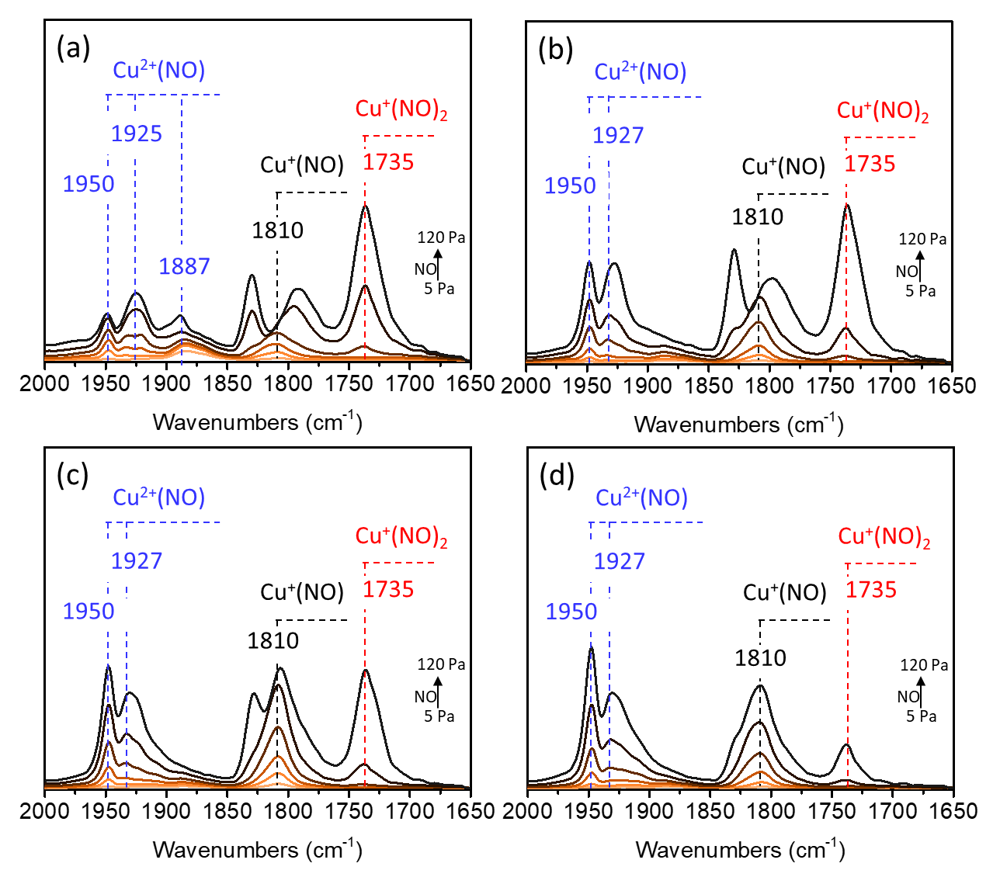 (a)
Cu²⁺(NO)
Cu⁺(NO)₂
1925
Cu⁺(NO)
1735
1950
1810
120 Pa
1887
NO
5 Pa
2000 1950 1900 1850 1800 1750 1700 1650
Wavenumbers (cm⁻¹)
(b)
Cu²⁺(NO)
Cu⁺(NO)₂
1927
Cu⁺(NO)
1735
1950
1810
120 Pa
NO
5 Pa
2000 1950 1900 1850 1800 1750 1700 1650
Wavenumbers (cm⁻¹)
(c)
Cu²⁺(NO)
Cu⁺(NO)₂
1927
Cu⁺(NO)
1735
1950
1810
120 Pa
NO
5 Pa
2000 1950 1900 1850 1800 1750 1700 1650
Wavenumbers (cm⁻¹)
(d)
Cu²⁺(NO)
Cu⁺(NO)₂
1927
Cu⁺(NO)
1735
1950
1810
120 Pa
NO
5 Pa
2000 1950 1900 1850 1800 1750 1700 1650
Wavenumbers (cm⁻¹)